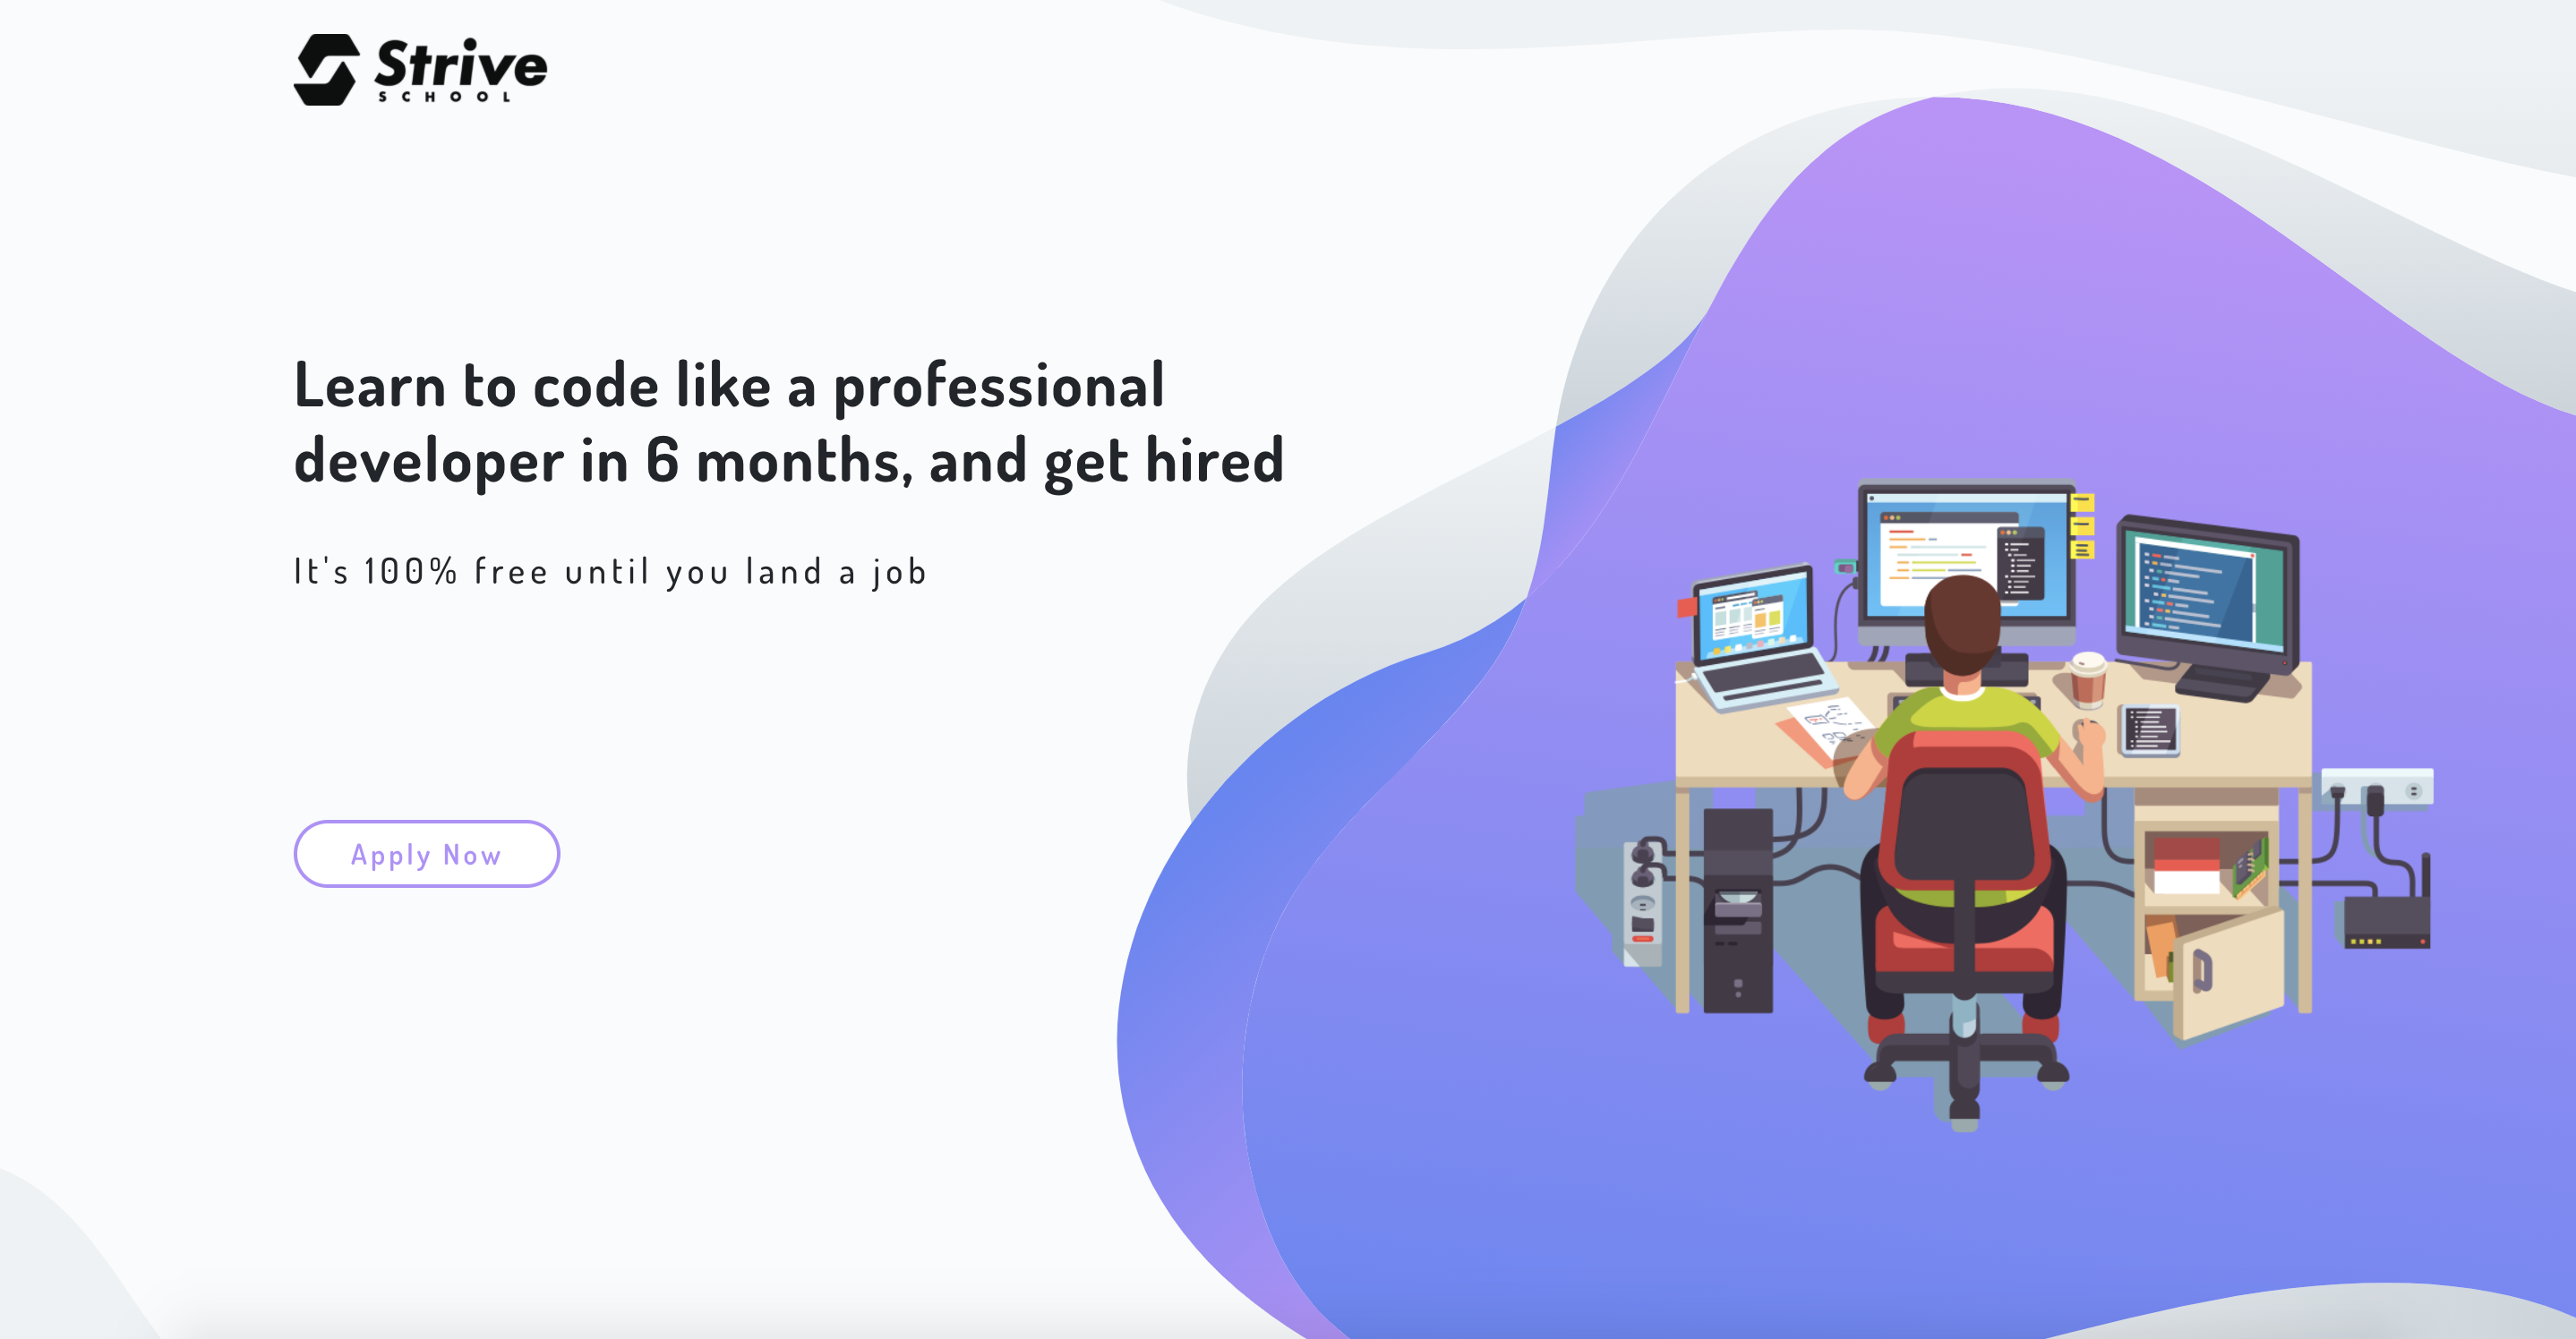 Strive
SCHOOL
Learn to code like a professional
developer in 6 months, and get hired
It's 100% free until you land a job
Apply Now